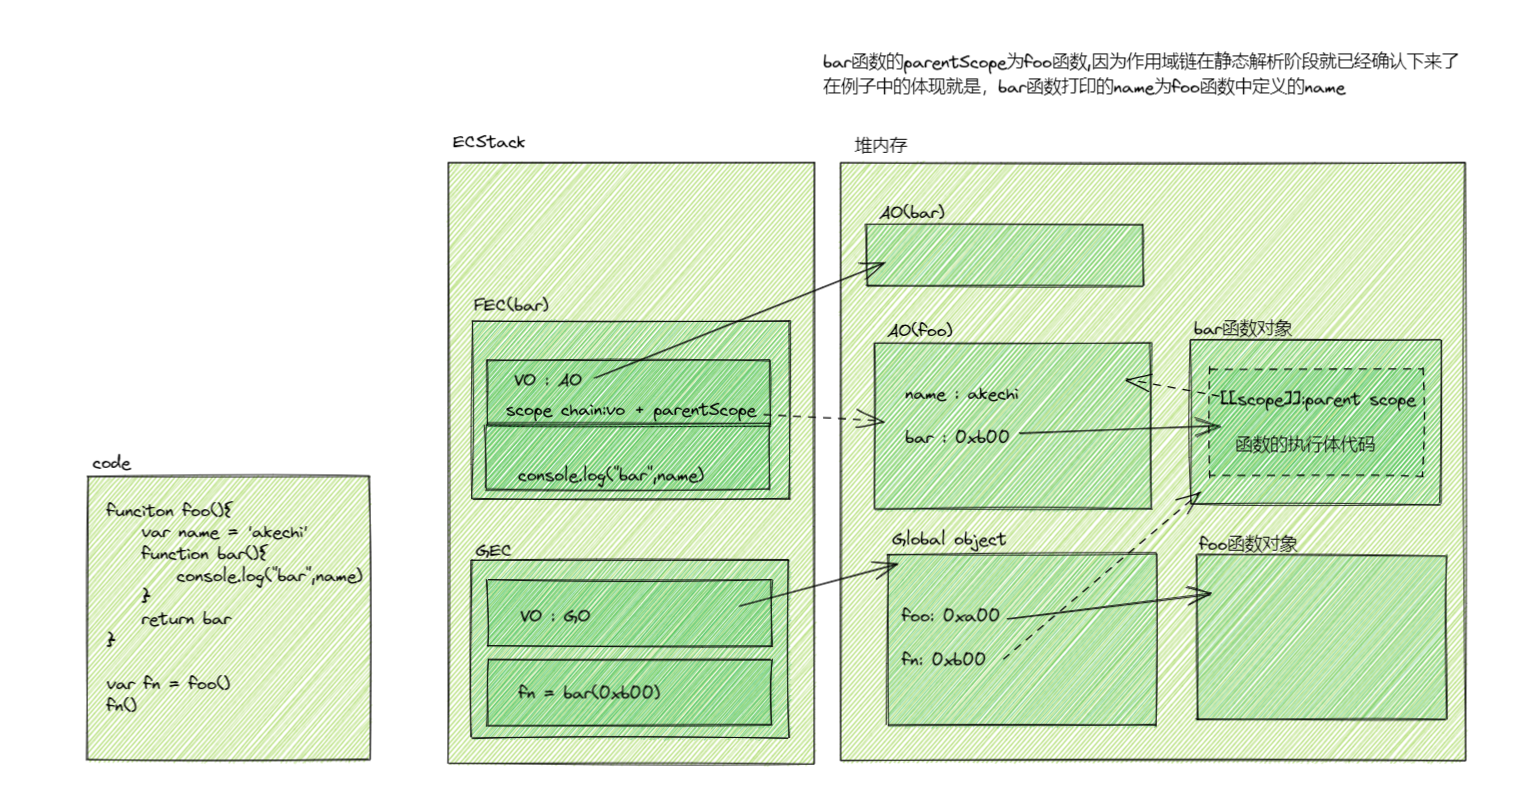 bar函数的parentScope为foo函数,因为作用域链在静态解析阶段就已经确认下来了
在例子中的体现就是，bar函数打印的name为foo函数中定义的name
code
funciton foo(){
var name = 'akechi'
function bar(){
console.log("bar",name)
}
return bar
}
var fn = foo()
fn()
ECStack
FEC(bar)
VO : AO
scope chain:vo + parentScope
console.log("bar",name)
GEC
VO : GO
fn = bar(0xb00)
堆内存
AO(bar)
AO(foo)
name : akechi
bar : 0xb00
bar函数对象
[[scope]]:parent scope
函数的执行体代码
Global object
foo: 0xa00
fn: 0xb00
foo函数对象